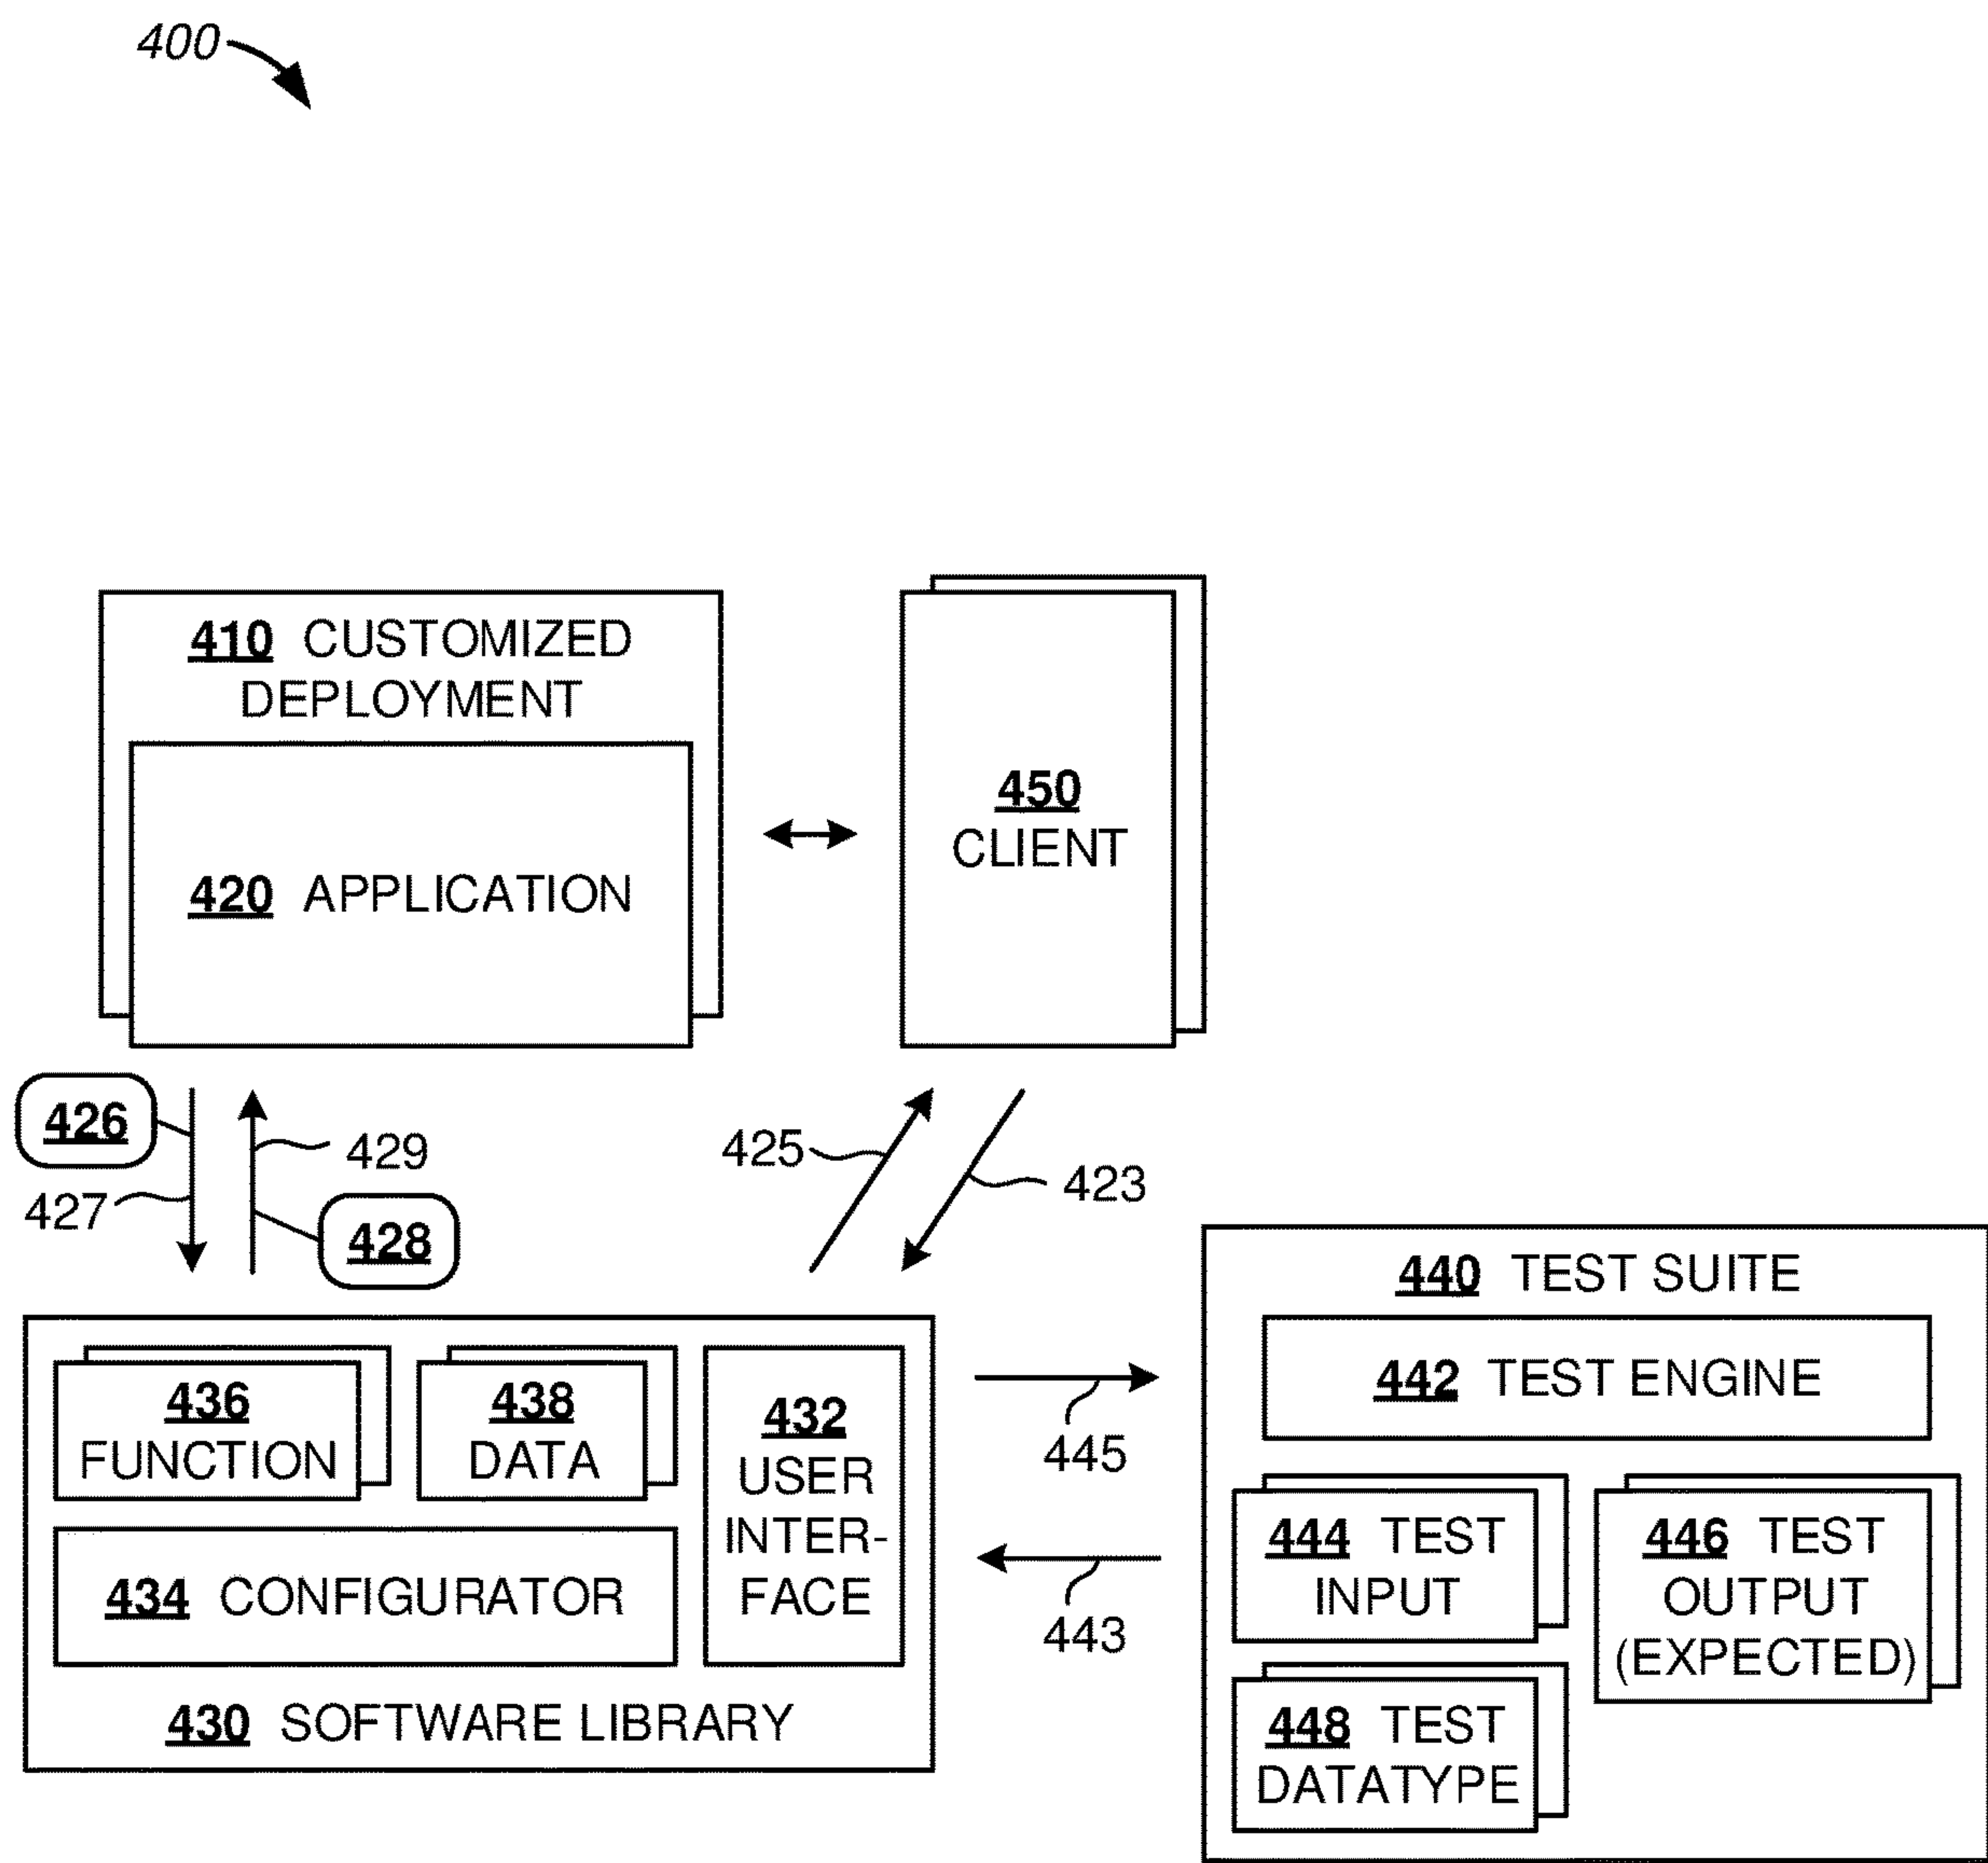 400
410 CUSTOMIZED
DEPLOYMENT
420 APPLICATION
450
CLIENT
426
427
429
428
425
423
436
FUNCTION
438
DATA
432
USER
INTER-
FACE
434 CONFIGURATOR
430 SOFTWARE LIBRARY
445
443
440 TEST SUITE
442 TEST ENGINE
444 TEST
INPUT
446 TEST
OUTPUT
(EXPECTED)
448 TEST
DATATYPE